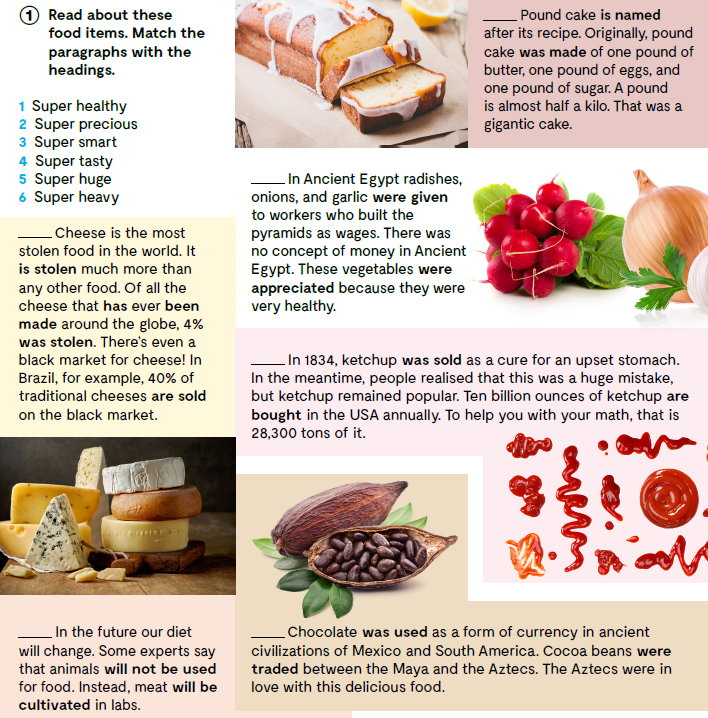 1 Read about these
food items. Match the
paragraphs with the
headings.
1 Super healthy
2 Super precious
3 Super smart
4 Super tasty
5 Super huge
6 Super heavy
_____ Pound cake is named
after its recipe. Originally, pound
cake was made of one pound of
butter, one pound of eggs, and
one pound of sugar. A pound
is almost half a kilo. That was a
gigantic cake.
_____ In Ancient Egypt radishes,
onions, and garlic were given
to workers who built the
pyramids as wages. There was
no concept of money in Ancient
Egypt. These vegetables were
appreciated because they were
very healthy.
_____ Cheese is the most
stolen food in the world. It
is stolen much more than
any other food. Of all the
cheese that has ever been
made around the globe, 4%
was stolen. There's even a
black market for cheese! In
Brazil, for example, 40% of
traditional cheeses are sold
on the black market.
_____ In 1834, ketchup was sold as a cure for an upset stomach.
In the meantime, people realised that this was a huge mistake,
but ketchup remained popular. Ten billion ounces of ketchup are
bought in the USA annually. To help you with your math, that is
28,300 tons of it.
_____ In the future our diet
will change. Some experts say
that animals will not be used
for food. Instead, meat will be
cultivated in labs.
_____ Chocolate was used as a form of currency in ancient
civilizations of Mexico and South America. Cocoa beans were
traded between the Maya and the Aztecs. The Aztecs were in
love with this delicious food.